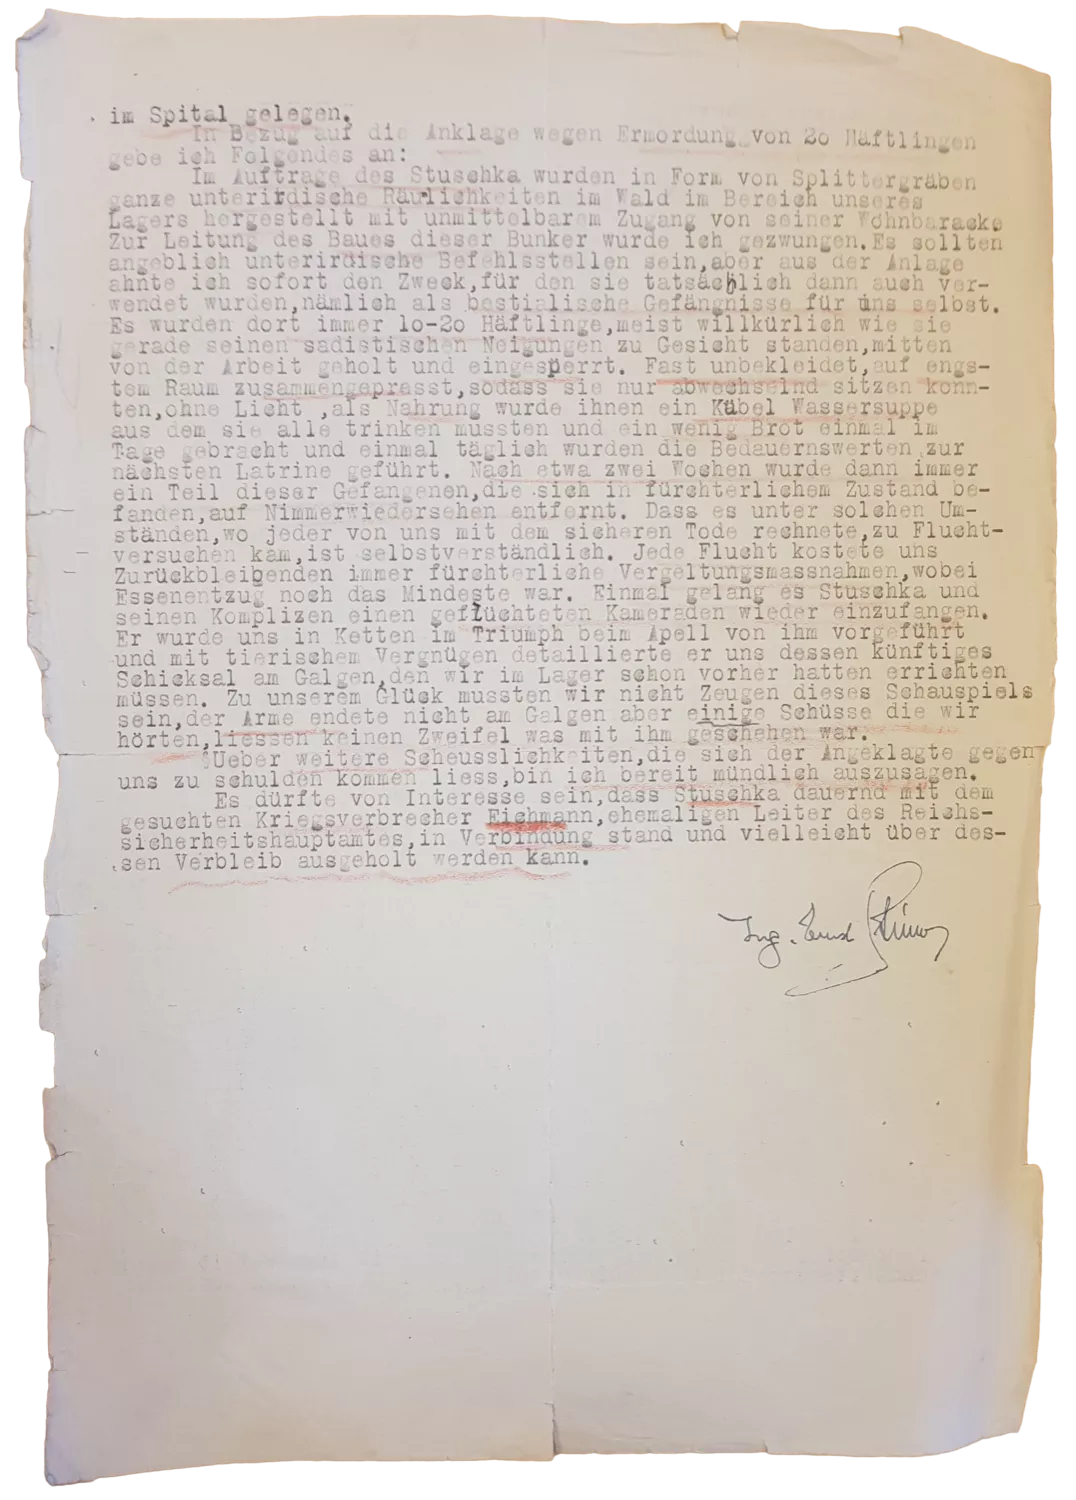 im Spital gelegen.
In Bezug auf die Anklage wegen Ermordung von 2o Häftlingen
gebe ich Folgendes an:
Im Auftrage des Stuschka wurden in Form von Splittergräben
ganze unterirdische Räulichkeiten im Wald im Bereich unseres
Lagers hergestellt mit unmittelbarem Zugang von seiner Wohnbaracke
Zur Leitung des Baues dieser Bunker wurde ich gezwungen.Es sollten
angeblich unterirdische Befehlsstellen sein,aber aus der Anlage
ahnte ich sofort den Zweck,für den sie tatsächlich dann auch ver-
wendet wurden,nämlich als bestialische Gefängnisse für uns selbst.
Es wurden dort immer lo-2o Häftlinge,meist willkürlich wie sie
gerade seinen sadistischen Neigungen zu Gesicht standen,mitten
von der Arbeit geholt und eingesperrt. Fast unbekleidet,auf engs-
tem Raum zusammengepresst,sodass sie nur abwechselnd sitzen konn-
ten,ohne Licht ,als Nahrung wurde ihnen ein Kübel Wassersuppe
aus dem sie alle trinken mussten und ein wenig Brot einmal im
Tage gebracht und einmal täglich wurden die Bedauernswerten zur
nächsten Latrine geführt. Nach etwa zwei Wochen wurde dann immer
ein Teil dieser Gefangenen,die sich in fürchterlichem Zustand be-
fanden,auf Nimmerwiedersehen entfernt. Dass es unter solchen Um-
ständen,wo jeder von uns mit dem sicheren Tode rechnete,zu Flucht-
versuchen kam,ist selbstverständlich. Jede Flucht kostete uns
Zurückbleibenden immer fürchterliche Vergeltungsmassnahmen,wobei
Essenentzug noch das Mindeste war. Einmal gelang es Stuschka und
seinen Komplizen einen geflüchteten Kameraden wieder einzufangen.
Er wurde uns in Ketten im Triumph beim Apell von ihm vorgeführt
und mit tierischem Vergnügen detaillierte er uns dessen künftiges
Schicksal am Galgen,den wir im Lager schon vorher hatten errichten
müssen. Zu unserem Glück mussten wir nicht Zeugen dieses Schauspiels
sein,der Arme endete nicht am Galgen aber einige Schüsse die wir
hörten,liessen keinen Zweifel was mit ihm geschehen war.
Ueber weitere Scheusslichkeiten,die sich der Angeklagte gegen
uns zu schulden kommen liess,bin ich bereit mündlich auszusagen.
Es dürfte von Interesse sein,dass Stuschka dauernd mit dem
gesuchten Kriegsverbrecher Eichmann,ehemaligen Leiter des Reichs-
sicherheitshauptamtes,in Verbindung stand und vielleicht über des-
sen Verbleib ausgeholt werden kann.
Ing.